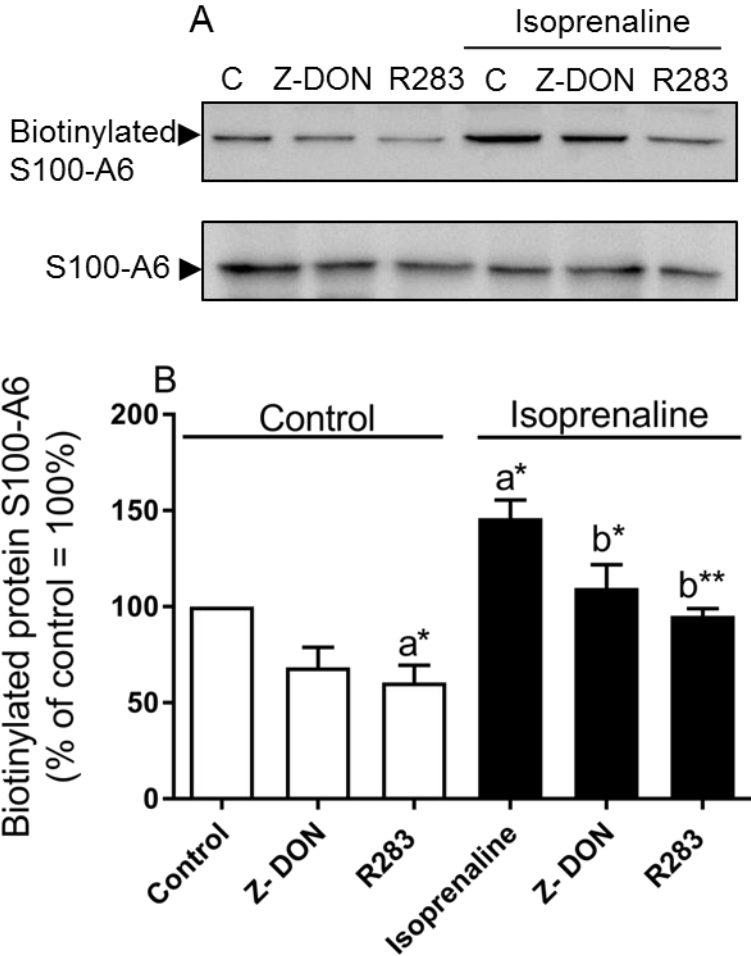 A
Isoprenaline
C Z-DON R283 C Z-DON R283
Biotinylated
S100-A6
S100-A6
B
Biotinylated protein S100-A6
(% of control = 100%)
200
150
100
50
0
Control
Isoprenaline
a*
a*
b*
b**
Control
Z- DON
R283
Isoprenaline
Z- DON
R283